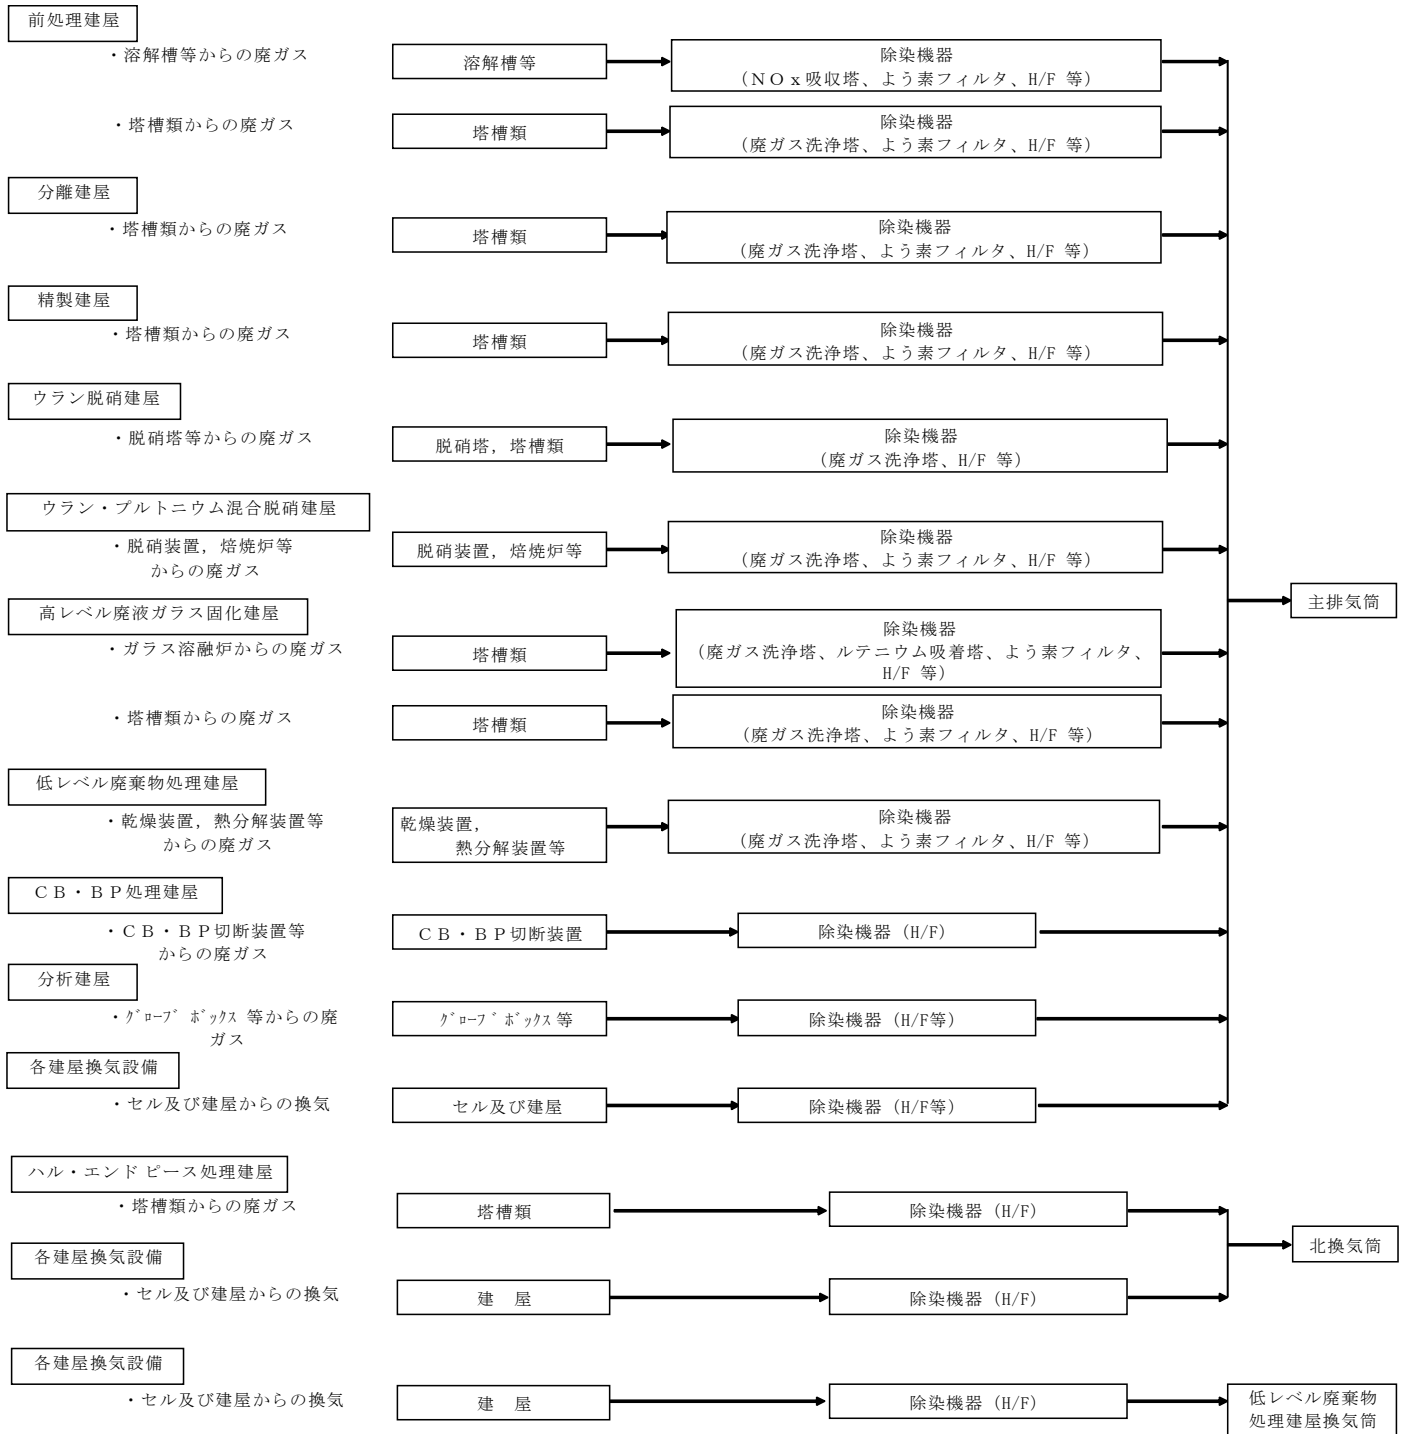 前処理建屋
・溶解槽等からの廃ガス
溶解槽等
除染機器
(NOx吸収塔、よう素フィルタ、H/F 等)
・塔槽類からの廃ガス
塔槽類
除染機器
(廃ガス洗浄塔、よう素フィルタ、H/F 等)
分離建屋
・塔槽類からの廃ガス
塔槽類
除染機器
(廃ガス洗浄塔、よう素フィルタ、H/F 等)
精製建屋
・塔槽類からの廃ガス
塔槽類
除染機器
(廃ガス洗浄塔、よう素フィルタ、H/F 等)
ウラン脱硝建屋
・脱硝塔等からの廃ガス
脱硝塔，塔槽類
除染機器
(廃ガス洗浄塔、H/F 等)
ウラン・プルトニウム混合脱硝建屋
・脱硝装置，焙焼炉等
からの廃ガス
脱硝装置，焙焼炉等
除染機器
(廃ガス洗浄塔、よう素フィルタ、H/F 等)
主排気筒
高レベル廃液ガラス固化建屋
・ガラス溶融炉からの廃ガス
塔槽類
除染機器
(廃ガス洗浄塔、ルテニウム吸着塔、よう素フィルタ、
H/F 等)
・塔槽類からの廃ガス
塔槽類
除染機器
(廃ガス洗浄塔、よう素フィルタ、H/F 等)
低レベル廃棄物処理建屋
・乾燥装置，熱分解装置等
からの廃ガス
乾燥装置，
熱分解装置等
除染機器
(廃ガス洗浄塔、よう素フィルタ、H/F 等)
ＣＢ・ＢＰ処理建屋
・ＣＢ・ＢＰ切断装置等
からの廃ガス
ＣＢ・ＢＰ切断装置
除染機器 (H/F)
分析建屋
・ｸﾞﾛｰﾌﾞﾎﾞｯｸｽ 等からの廃
ガス
ｸﾞﾛｰﾌﾞﾎﾞｯｸｽ 等
除染機器 (H/F等)
各建屋換気設備
・セル及び建屋からの換気
セル及び建屋
除染機器 (H/F等)
ハル・エンドピース処理建屋
・塔槽類からの廃ガス
塔槽類
除染機器 (H/F)
北換気筒
各建屋換気設備
・セル及び建屋からの換気
建　屋
除染機器 (H/F)
各建屋換気設備
・セル及び建屋からの換気
建　屋
除染機器 (H/F)
低レベル廃棄物
処理建屋換気筒